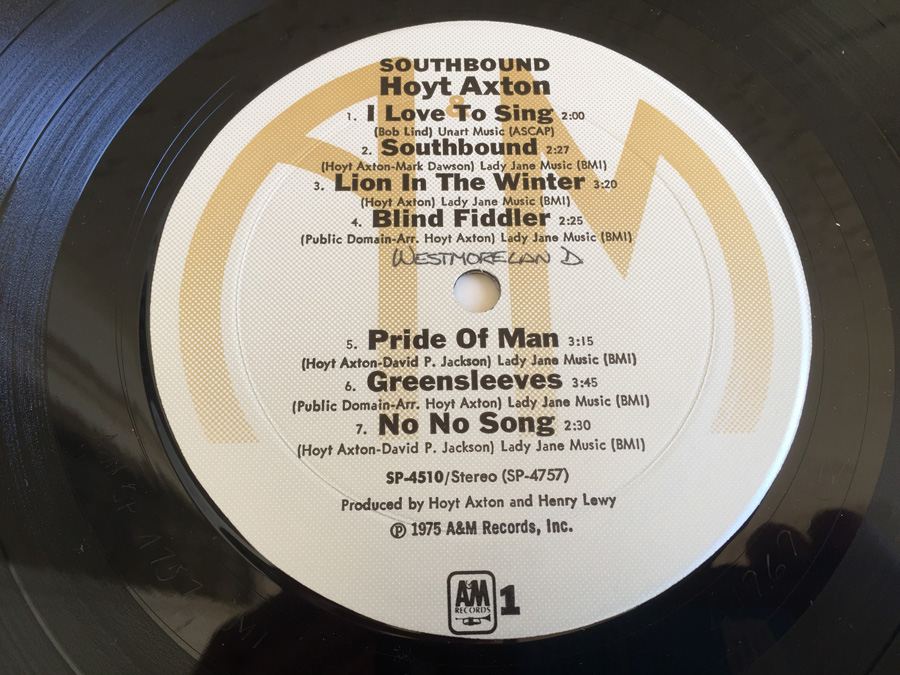 SOUTHBOUND
Hoyt Axton
1. I Love To Sing 2:00
(Bob Lind) Unart Music (ASCAP)
2. Southbound 2:27
(Hoyt Axton-Mark Dawson) Lady Jane Music (BMI)
3. Lion In The Winter 3:20
(Hoyt Axton) Lady Jane Music (BMI)
4. Blind Fiddler 2:25
(Public Domain-Arr. Hoyt Axton) Lady Jane Music (BMI)
WESTMORELAND.
5. Pride Of Man 3:15
(Hoyt Axton-David P. Jackson) Lady Jane Music (BMI)
6. Greensleeves 3:45
(Public Domain-Arr. Hoyt Axton) Lady Jane Music (BMI)
7. No No Song 2:30
(Hoyt Axton-David P. Jackson) Lady Jane Music (BMI)
SP-4510/Stereo (SP-4757)
Produced by Hoyt Axton and Henry Lewy
℗ 1975 A&M Records, Inc.
A&M 1
RECORDS